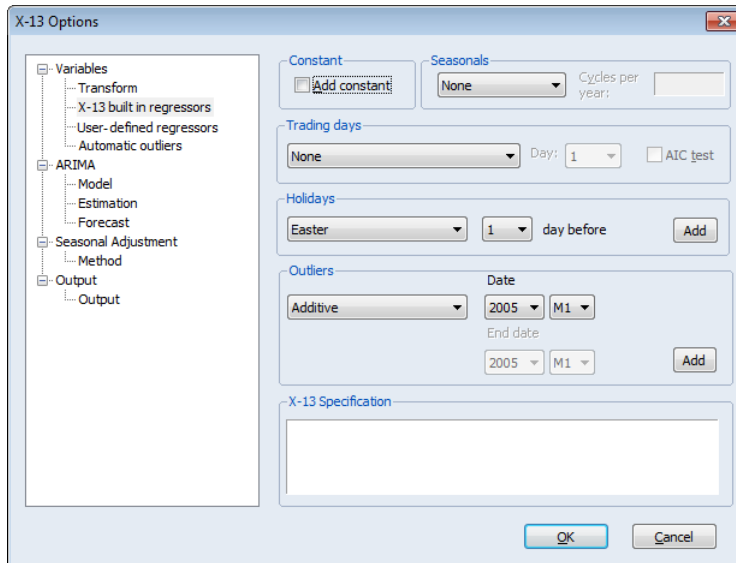 X-13 Options
Variables
Transform
X-13 built in regressors
User-defined regressors
Automatic outliers
ARIMA
Model
Estimation
Forecast
Seasonal Adjustment
Method
Output
Output
Constant
Add constant
Seasonals
None
Cycles per
year:
Trading days
None
Day: 1
AIC test
Holidays
Easter
1
day before
Add
Outliers
Additive
Date
2005 M1
End date
2005 M1
Add
X-13 Specification
OK
Cancel